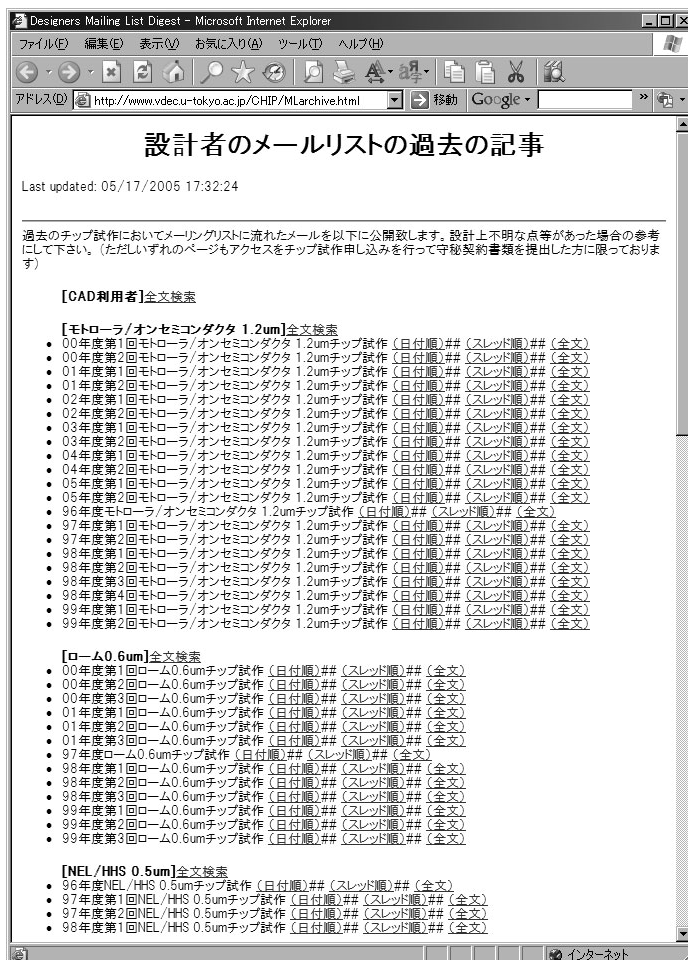 Designers Mailing List Digest - Microsoft Internet Explorer
ファイル(F) 編集(E) 表示(V) お気に入り(A) ツール(T) ヘルプ(H)
アドレス(D) http://www.vdec.u-tokyo.ac.jp/CHIP/MLarchive.html 移動 Google
設計者のメールリストの過去の記事
Last updated: 05/17/2005 17:32:24
過去のチップ試作においてメーリングリストに流れたメールを以下に公開致します。設計上不明な点等があった場合の参考
にして下さい。(ただしいずれのページもアクセスをチップ試作申し込みを行って守秘契約書類を提出した方に限っておりま
す)
[CAD利用者]全文検索
[モトローラ/オンセミコンダクタ 1.2um]全文検索
00年度第1回モトローラ/オンセミコンダクタ 1.2umチップ試作 (日付順)## (スレッド順)## (全文)
00年度第2回モトローラ/オンセミコンダクタ 1.2umチップ試作 (日付順)## (スレッド順)## (全文)
01年度第1回モトローラ/オンセミコンダクタ 1.2umチップ試作 (日付順)## (スレッド順)## (全文)
01年度第2回モトローラ/オンセミコンダクタ 1.2umチップ試作 (日付順)## (スレッド順)## (全文)
02年度第1回モトローラ/オンセミコンダクタ 1.2umチップ試作 (日付順)## (スレッド順)## (全文)
02年度第2回モトローラ/オンセミコンダクタ 1.2umチップ試作 (日付順)## (スレッド順)## (全文)
03年度第1回モトローラ/オンセミコンダクタ 1.2umチップ試作 (日付順)## (スレッド順)## (全文)
03年度第2回モトローラ/オンセミコンダクタ 1.2umチップ試作 (日付順)## (スレッド順)## (全文)
04年度第1回モトローラ/オンセミコンダクタ 1.2umチップ試作 (日付順)## (スレッド順)## (全文)
04年度第2回モトローラ/オンセミコンダクタ 1.2umチップ試作 (日付順)## (スレッド順)## (全文)
05年度第1回モトローラ/オンセミコンダクタ 1.2umチップ試作 (日付順)## (スレッド順)## (全文)
05年度第2回モトローラ/オンセミコンダクタ 1.2umチップ試作 (日付順)## (スレッド順)## (全文)
96年度モトローラ/オンセミコンダクタ 1.2umチップ試作 (日付順)## (スレッド順)## (全文)
97年度第1回モトローラ/オンセミコンダクタ 1.2umチップ試作 (日付順)## (スレッド順)## (全文)
97年度第2回モトローラ/オンセミコンダクタ 1.2umチップ試作 (日付順)## (スレッド順)## (全文)
98年度第1回モトローラ/オンセミコンダクタ 1.2umチップ試作 (日付順)## (スレッド順)## (全文)
98年度第2回モトローラ/オンセミコンダクタ 1.2umチップ試作 (日付順)## (スレッド順)## (全文)
98年度第3回モトローラ/オンセミコンダクタ 1.2umチップ試作 (日付順)## (スレッド順)## (全文)
98年度第4回モトローラ/オンセミコンダクタ 1.2umチップ試作 (日付順)## (スレッド順)## (全文)
99年度第1回モトローラ/オンセミコンダクタ 1.2umチップ試作 (日付順)## (スレッド順)## (全文)
99年度第2回モトローラ/オンセミコンダクタ 1.2umチップ試作 (日付順)## (スレッド順)## (全文)
[ローム0.6um]全文検索
00年度第1回ローム0.6umチップ試作 (日付順)## (スレッド順)## (全文)
00年度第2回ローム0.6umチップ試作 (日付順)## (スレッド順)## (全文)
00年度第3回ローム0.6umチップ試作 (日付順)## (スレッド順)## (全文)
01年度第1回ローム0.6umチップ試作 (日付順)## (スレッド順)## (全文)
01年度第2回ローム0.6umチップ試作 (日付順)## (スレッド順)## (全文)
01年度第3回ローム0.6umチップ試作 (日付順)## (スレッド順)## (全文)
97年度ローム0.6umチップ試作 (日付順)## (スレッド順)## (全文)
98年度第1回ローム0.6umチップ試作 (日付順)## (スレッド順)## (全文)
98年度第2回ローム0.6umチップ試作 (日付順)## (スレッド順)## (全文)
98年度第3回ローム0.6umチップ試作 (日付順)## (スレッド順)## (全文)
99年度第1回ローム0.6umチップ試作 (日付順)## (スレッド順)## (全文)
99年度第2回ローム0.6umチップ試作 (日付順)## (スレッド順)## (全文)
99年度第3回ローム0.6umチップ試作 (日付順)## (スレッド順)## (全文)
[NEL/HHS 0.5um]全文検索
96年度NEL/HHS 0.5umチップ試作 (日付順)## (スレッド順)## (全文)
97年度第1回NEL/HHS 0.5umチップ試作 (日付順)## (スレッド順)## (全文)
97年度第2回NEL/HHS 0.5umチップ試作 (日付順)## (スレッド順)## (全文)
98年度第1回NEL/HHS 0.5umチップ試作 (日付順)## (スレッド順)## (全文)
インターネット